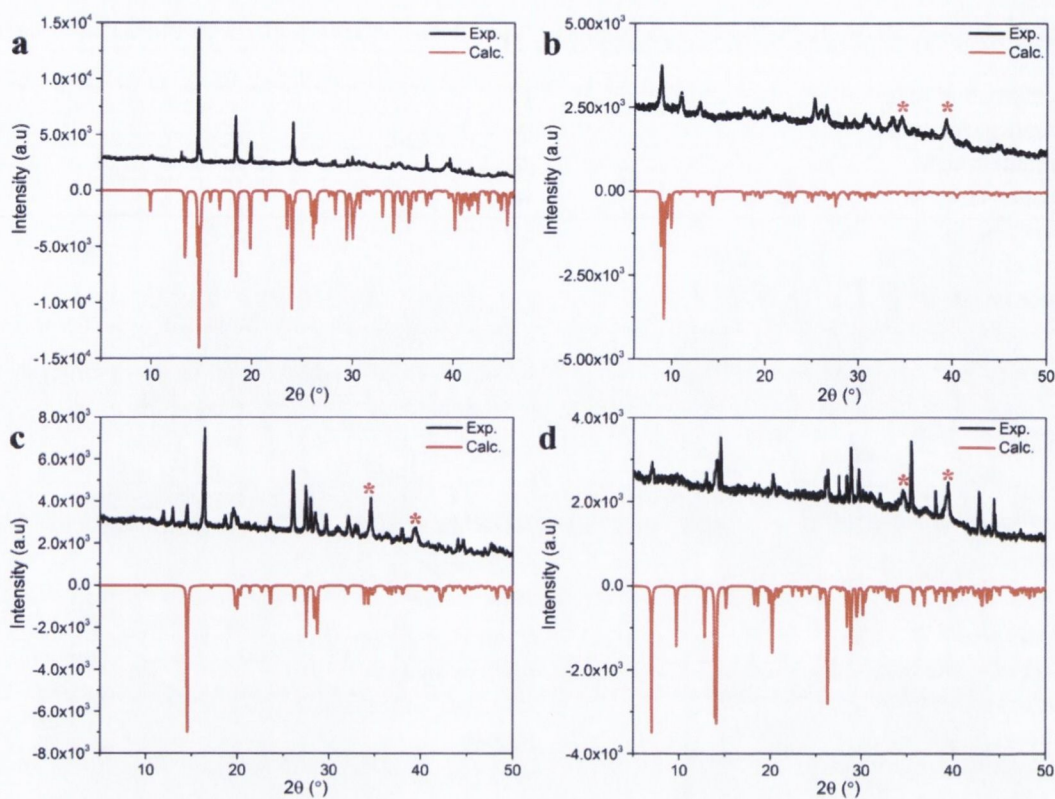 a
Exp.
Calc.
1.5x10⁴
1.0x10⁴
5.0x10³
0.0
-5.0x10³
-1.0x10⁴
-1.5x10⁴
Intensity (a.u)
10 20 30 40
2θ (°)
b
Exp.
Calc.
* *
5.00x10³
2.50x10³
0.00
-2.50x10³
-5.00x10³
Intensity (a.u)
10 20 30 40 50
2θ (°)
c
Exp.
Calc.
* *
8.0x10³
6.0x10³
4.0x10³
2.0x10³
0.0
-2.0x10³
-4.0x10³
-6.0x10³
-8.0x10³
Intensity (a.u)
10 20 30 40 50
2θ (°)
d
Exp.
Calc.
* *
4.0x10³
2.0x10³
0.0
-2.0x10³
-4.0x10³
Intensity (a.u)
10 20 30 40 50
2θ (°)